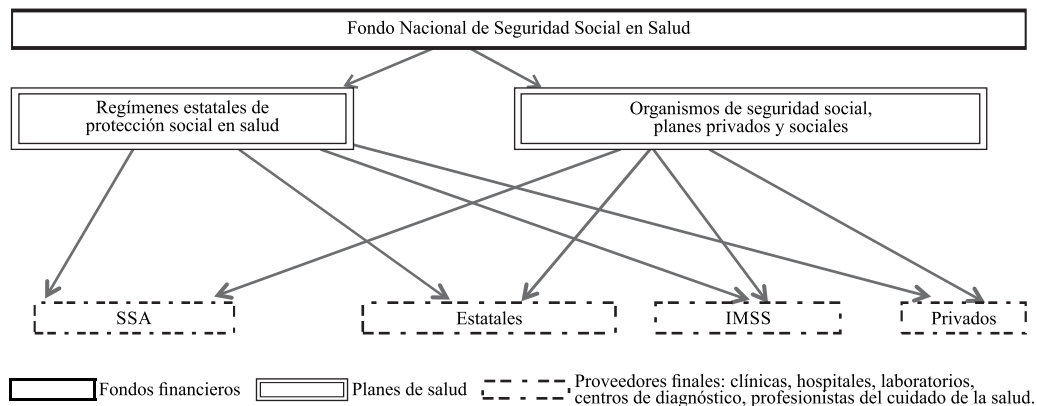 Fondo Nacional de Seguridad Social en Salud
Regímenes estatales de
protección social en salud
Organismos de seguridad social,
planes privados y sociales
SSA
Estatales
IMSS
Privados
Fondos financieros
Planes de salud
Proveedores finales: clínicas, hospitales, laboratorios,
centros de diagnóstico, profesionistas del cuidado de la salud.